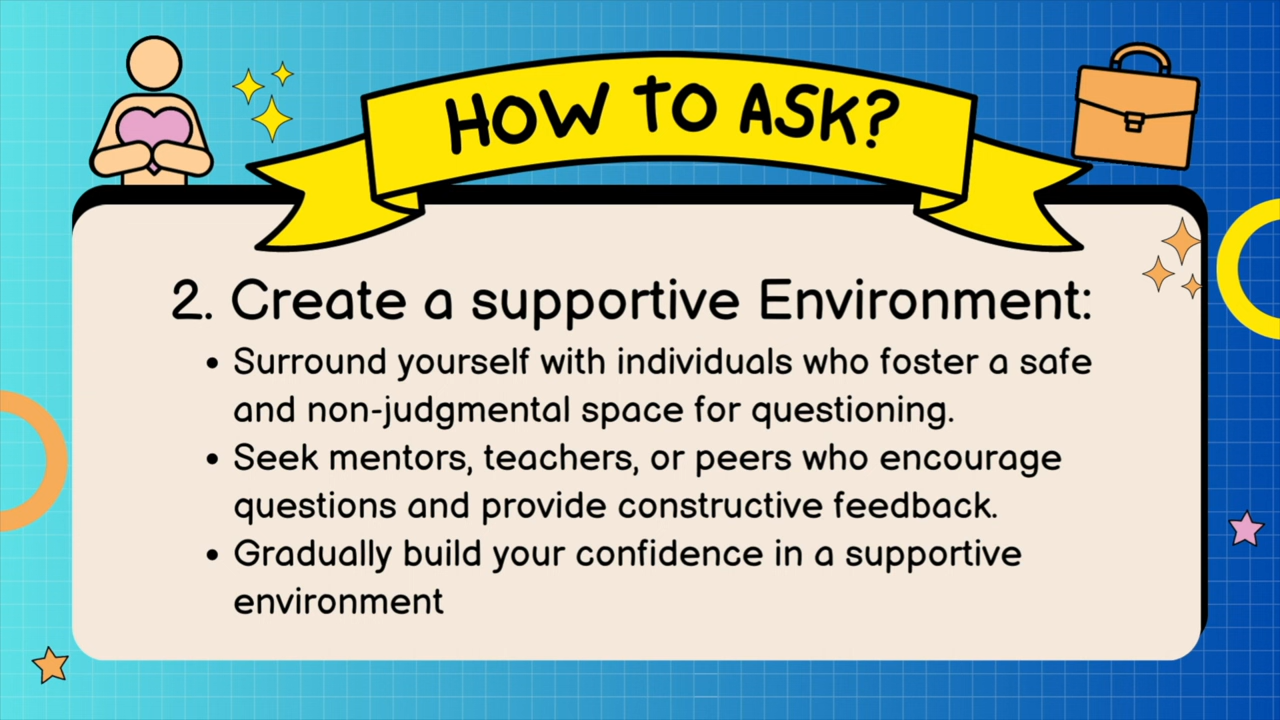 HOW TO ASK?
2. Create a supportive Environment:
• Surround yourself with individuals who foster a safe
and non-judgmental space for questioning.
• Seek mentors, teachers, or peers who encourage
questions and provide constructive feedback.
• Gradually build your confidence in a supportive
environment